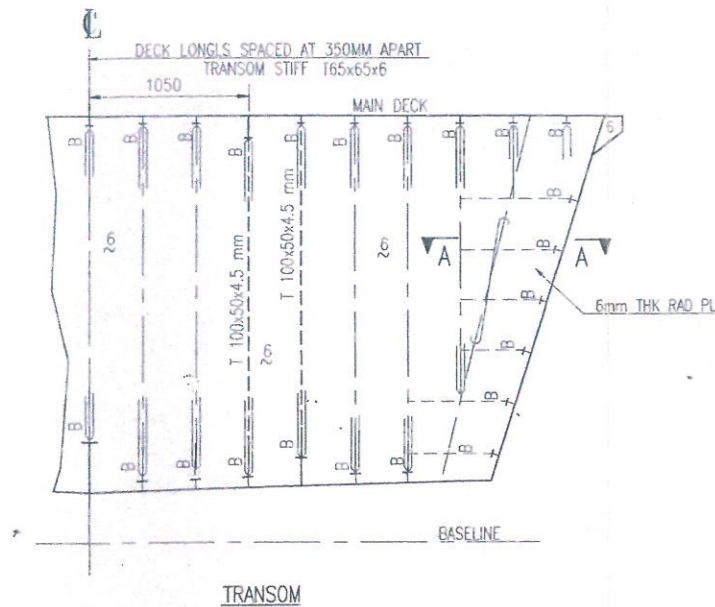 ℄
DECK LONGLS SPACED AT 350MM APART
TRANSOM STIFF T65x65x6
1050
MAIN DECK
B B B B B B B B B
6
T 100x50x4.5 mm
T 100x50x4.5 mm
A A
B
B
B
B
B
B
6mm THK RAD PL
B B B B B B B
BASELINE
TRANSOM